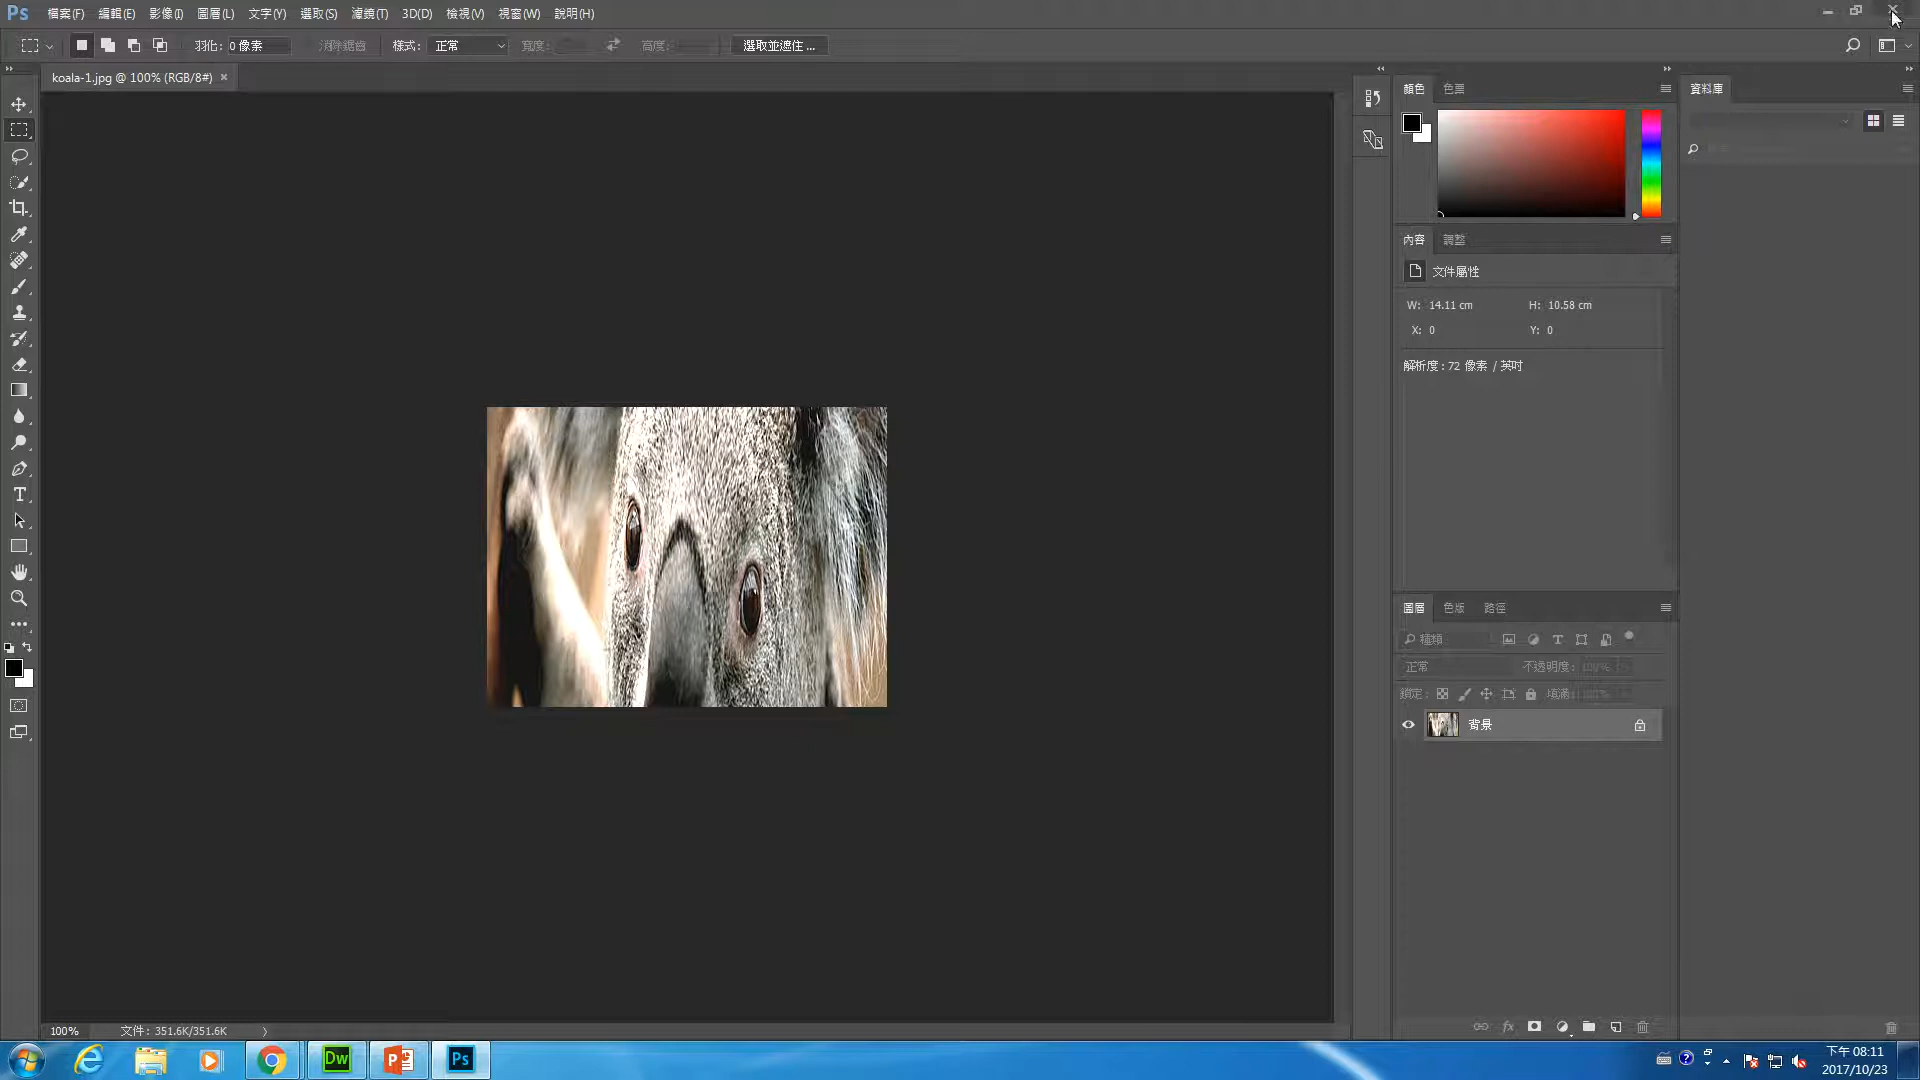 Ps 檔案(F) 編輯(E) 影像(I) 圖層(L) 文字(Y) 選取(S) 濾鏡(T) 3D(D) 檢視(V) 視窗(W) 說明(H)
羽化: 0 像素 消除鋸齒 樣式: 正常 寬度: 高度: 選取並遮住 ...
koala-1.jpg @ 100% (RGB/8#) ×
顏色 色票
資料庫
內容 調整
文件屬性
W: 14.11 cm H: 10.58 cm
X: 0 Y: 0
解析度: 72 像素 / 英吋
圖層 色版 路徑
種類
正常 不透明度: 100%
鎖定: 填滿: 100%
背景
100% 文件: 351.6K/351.6K
Dw P Ps
下午 08:11
2017/10/23